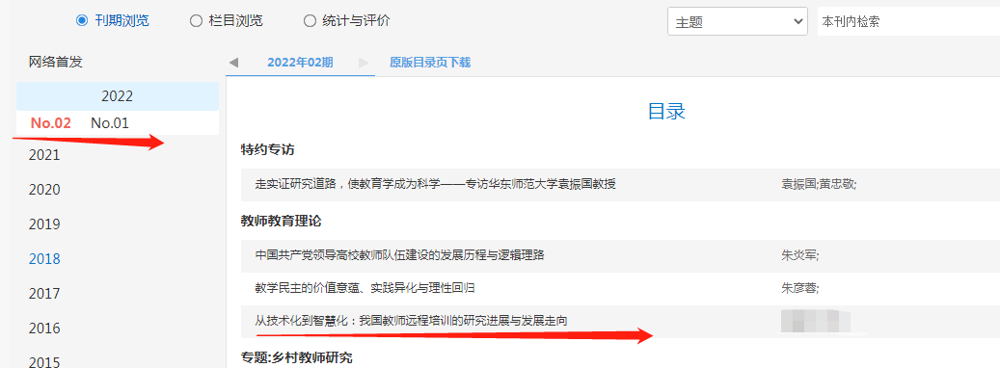 刊期浏览 栏目浏览 统计与评价 主题 本刊内检索
网络首发 2022年02期 原版目录页下载
2022
No.02 No.01
2021
2020
2019
2018
2017
2016
2015
目录
特约专访
走实证研究道路，使教育学成为科学——专访华东师范大学袁振国教授 袁振国;黄忠敬;
教师教育理论
中国共产党领导高校教师队伍建设的发展历程与逻辑理路 朱炎军;
教学民主的价值意蕴、实践异化与理性回归 朱彦蓉;
从技术化到智慧化：我国教师远程培训的研究进展与发展走向
专题:乡村教师研究